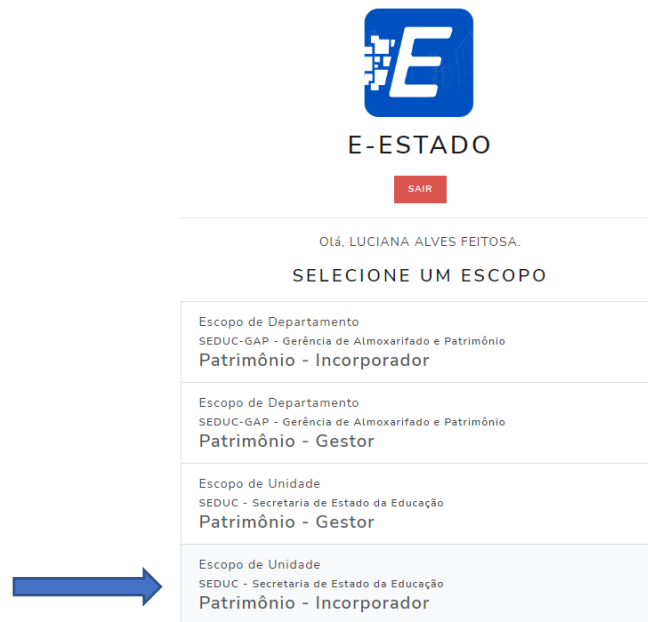 E
E-ESTADO
SAIR
Olá, LUCIANA ALVES FEITOSA.
SELECIONE UM ESCOPO
Escopo de Departamento
SEDUC-GAP - Gerência de Almoxarifado e Patrimônio
Patrimônio - Incorporador
Escopo de Departamento
SEDUC-GAP - Gerência de Almoxarifado e Patrimônio
Patrimônio - Gestor
Escopo de Unidade
SEDUC - Secretaria de Estado da Educação
Patrimônio - Gestor
Escopo de Unidade
SEDUC - Secretaria de Estado da Educação
Patrimônio - Incorporador